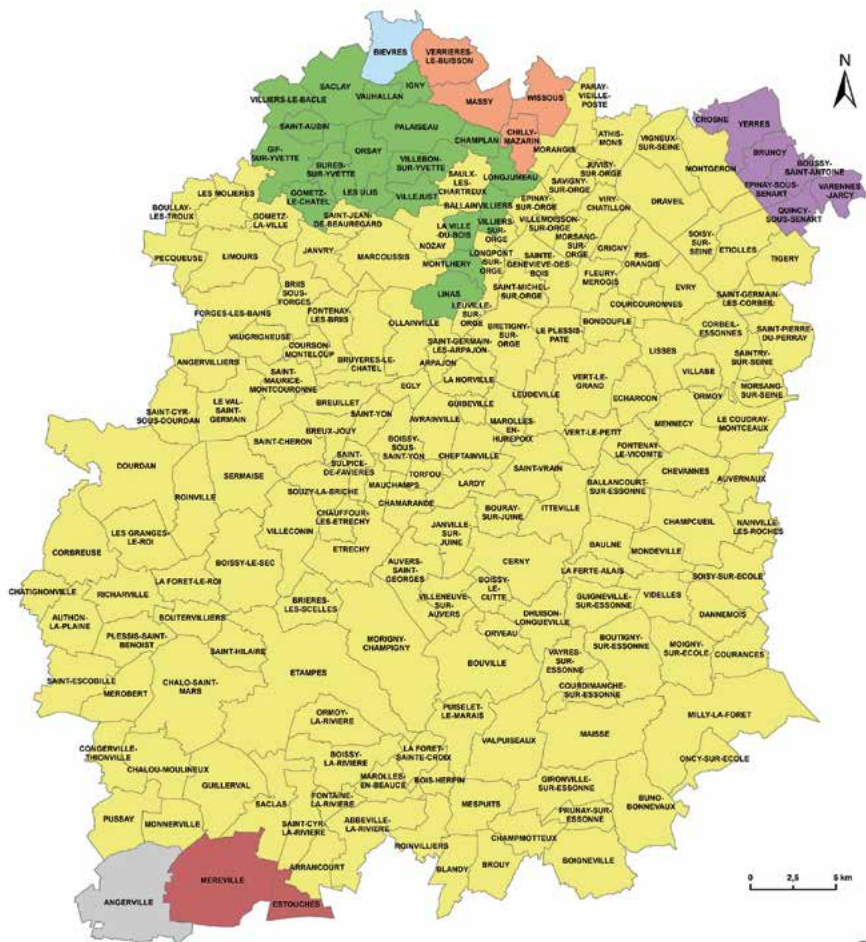 BIEVRES
VERRIERES-
LE-BUISSON
N
IGNY
SACLAY
VAUHALLAN
VILLIERS-LE-BACLE
MASSY
WISSOUS
PARAY-
VIEILLE-
POSTE
CROSNE
YERRES
SAINT-AUBIN
PALAISEAU
CHILLY-
MAZARIN
ATHIS-
MONS
VIGNEUX-
SUR-SEINE
BRUNOY
BOUSSY-
SAINT-ANTOINE
GIF-
SUR-YVETTE
ORSAY
CHAMPLAN
MORANGIS
MONTGERON
BURES-
SUR-YVETTE
VILLEBON-
SUR-YVETTE
SAULX-
LES-
CHARTREUX
LONGJUMEAU
JUVISY-
SUR-ORGE
SAVIGNY-
SUR-ORGE
EPINAY-SOUS-
SENART
VARENNES-
JARCY
LES MOLIERES
GOMETZ-
LE-CHATEL
LES ULIS
VILLEJUST
BALLAINVILLIERS
EPINAY-
SUR-ORGE
VIRY-
CHATILLON
DRAVEIL
QUINCY-
SOUS-SENART
BOULLAY-
LES-TROUX
GOMETZ-
LA-VILLE
SAINT-JEAN-
DE-BEAUREGARD
LA VILLE-
DU-BOIS
VILLIERS-
SUR-
ORGE
VILLEMOISSON-
SUR-ORGE
MORSANG-
SUR-
ORGE
GRIGNY
SOISY-
SUR-
SEINE
ETIOLLES
PECQUEUSE
LIMOURS
JANVRY
MARCOUSSIS
NOZAY
MONTLHERY
LONGPONT
-SUR-
ORGE
SAINTE-
GENEVIEVE-DES-
BOIS
RIS-
ORANGIS
TIGERY
BRIIS
SOUS-
FORGES
LINAS
SAINT-MICHEL-
SUR-ORGE
FLEURY-
MEROGIS
EVRY
SAINT-GERMAIN-
LES-CORBEIL
FORGES-LES-BAINS
FONTENAY-
LES-BRIIS
OLLAINVILLE
LEUVILLE-
SUR-
ORGE
BRETIGNY-
SUR-
ORGE
LE PLESSIS-
PATE
BONDOUFLE
COURCOURONNES
CORBEIL-
ESSONNES
SAINT-PIERRE-
DU-PERRAY
VAUGRIGNEUSE
COURSON-
MONTELOUP
SAINT-GERMAIN-
LES-ARPAJON
LISSES
SAINTRY-
SUR-SEINE
ANGERVILLIERS
BRUYERES-LE-
CHATEL
ARPAJON
VILLABE
MORSANG-
SUR-SEINE
SAINT-
MAURICE-
MONTCOURONNE
EGLY
LA NORVILLE
VERT-LE-
GRAND
ECHARCON
ORMOY
SAINT-CYR-
SOUS-DOURDAN
LE VAL-
SAINT-
GERMAIN
BREUILLET
SAINT-YON
AVRAINVILLE
GUIBEVILLE
LEUDEVILLE
MENNECY
LE COUDRAY-
MONTCEAUX
BREUX-JOUY
MAROLLES-
EN-
HUREPOIX
VERT-LE-PETIT
SAINT-CHERON
BOISSY-
SOUS-
SAINT-YON
CHEPTAINVILLE
FONTENAY-
LE-VICOMTE
DOURDAN
SERMAISE
SAINT-
SULPICE-
DE-FAVIERES
TORFOU
SAINT-VRAIN
CHEVANNES
AUVERNAUX
ROINVILLE
SOUZY-LA-BRICHE
MAUCHAMPS
LARDY
BALLANCOURT-
SUR-ESSONNE
CHAMARANDE
ITTEVILLE
CHAUFFOUR-
LES-ETRECHY
BOURAY-
SUR-JUINE
CHAMPCUEIL
NAINVILLE-
LES-ROCHES
LES GRANGES-
LE-ROI
VILLECONIN
JANVILLE-
SUR-
JUINE
CORBREUSE
ETRECHY
BAULNE
MONDEVILLE
BOISSY-LE-SEC
AUVERS-
SAINT-
GEORGES
CERNY
LA FERTE-ALAIS
SOISY-SUR-ECOLE
CHATIGNONVILLE
LA FORET-LE-ROI
BOISSY-
LE-
CUTTE
RICHARVILLE
BRIERES-
LES-SCELLES
VILLENEUVE-
SUR-
AUVERS
GUIGNEVILLE-
SUR-ESSONNE
VIDELLES
AUTHON-
LA-PLAINE
BOUTERVILLIERS
DHUISON-
LONGUEVILLE
DANNEMOIS
PLESSIS-SAINT-
BENOIST
MORIGNY-
CHAMPIGNY
ORVEAU
BOUTIGNY-
SUR-ESSONNE
SAINT-HILAIRE
VAYRES-
SUR-
ESSONNE
MOIGNY-
SUR-ECOLE
COURANCES
ETAMPES
BOUVILLE
SAINT-ESCOBILLE
CHALO-SAINT-
MARS
MEROBERT
COURDIMANCHE-
SUR-ESSONNE
PUISELET-
LE-MARAIS
MILLY-LA-FORET
ORMOY-
LA-RIVIERE
VALPUISEAUX
MAISSE
CONGERVILLE-
THIONVILLE
BOISSY-
LA-RIVIERE
LA FORET-
SAINTE-CROIX
ONCY-SUR-ECOLE
CHALOU-MOULINEUX
MAROLLES-
EN-BEAUCE
BOIS-HERPIN
GIRONVILLE-
SUR-ESSONNE
GUILLERVAL
FONTAINE-
LA-RIVIERE
BUNO-
BONNEVAUX
SACLAS
MESPUITS
PRUNAY-SUR-
ESSONNE
PUSSAY
MONNERVILLE
SAINT-CYR-
LA-RIVIERE
ABBEVILLE-
LA-RIVIERE
ROINVILLIERS
CHAMPMOTTEUX
ARRANCOURT
BLANDY
BROUY
BOIGNEVILLE
MEREVILLE
ANGERVILLE
ESTOUCHES
0 2,5 5 km